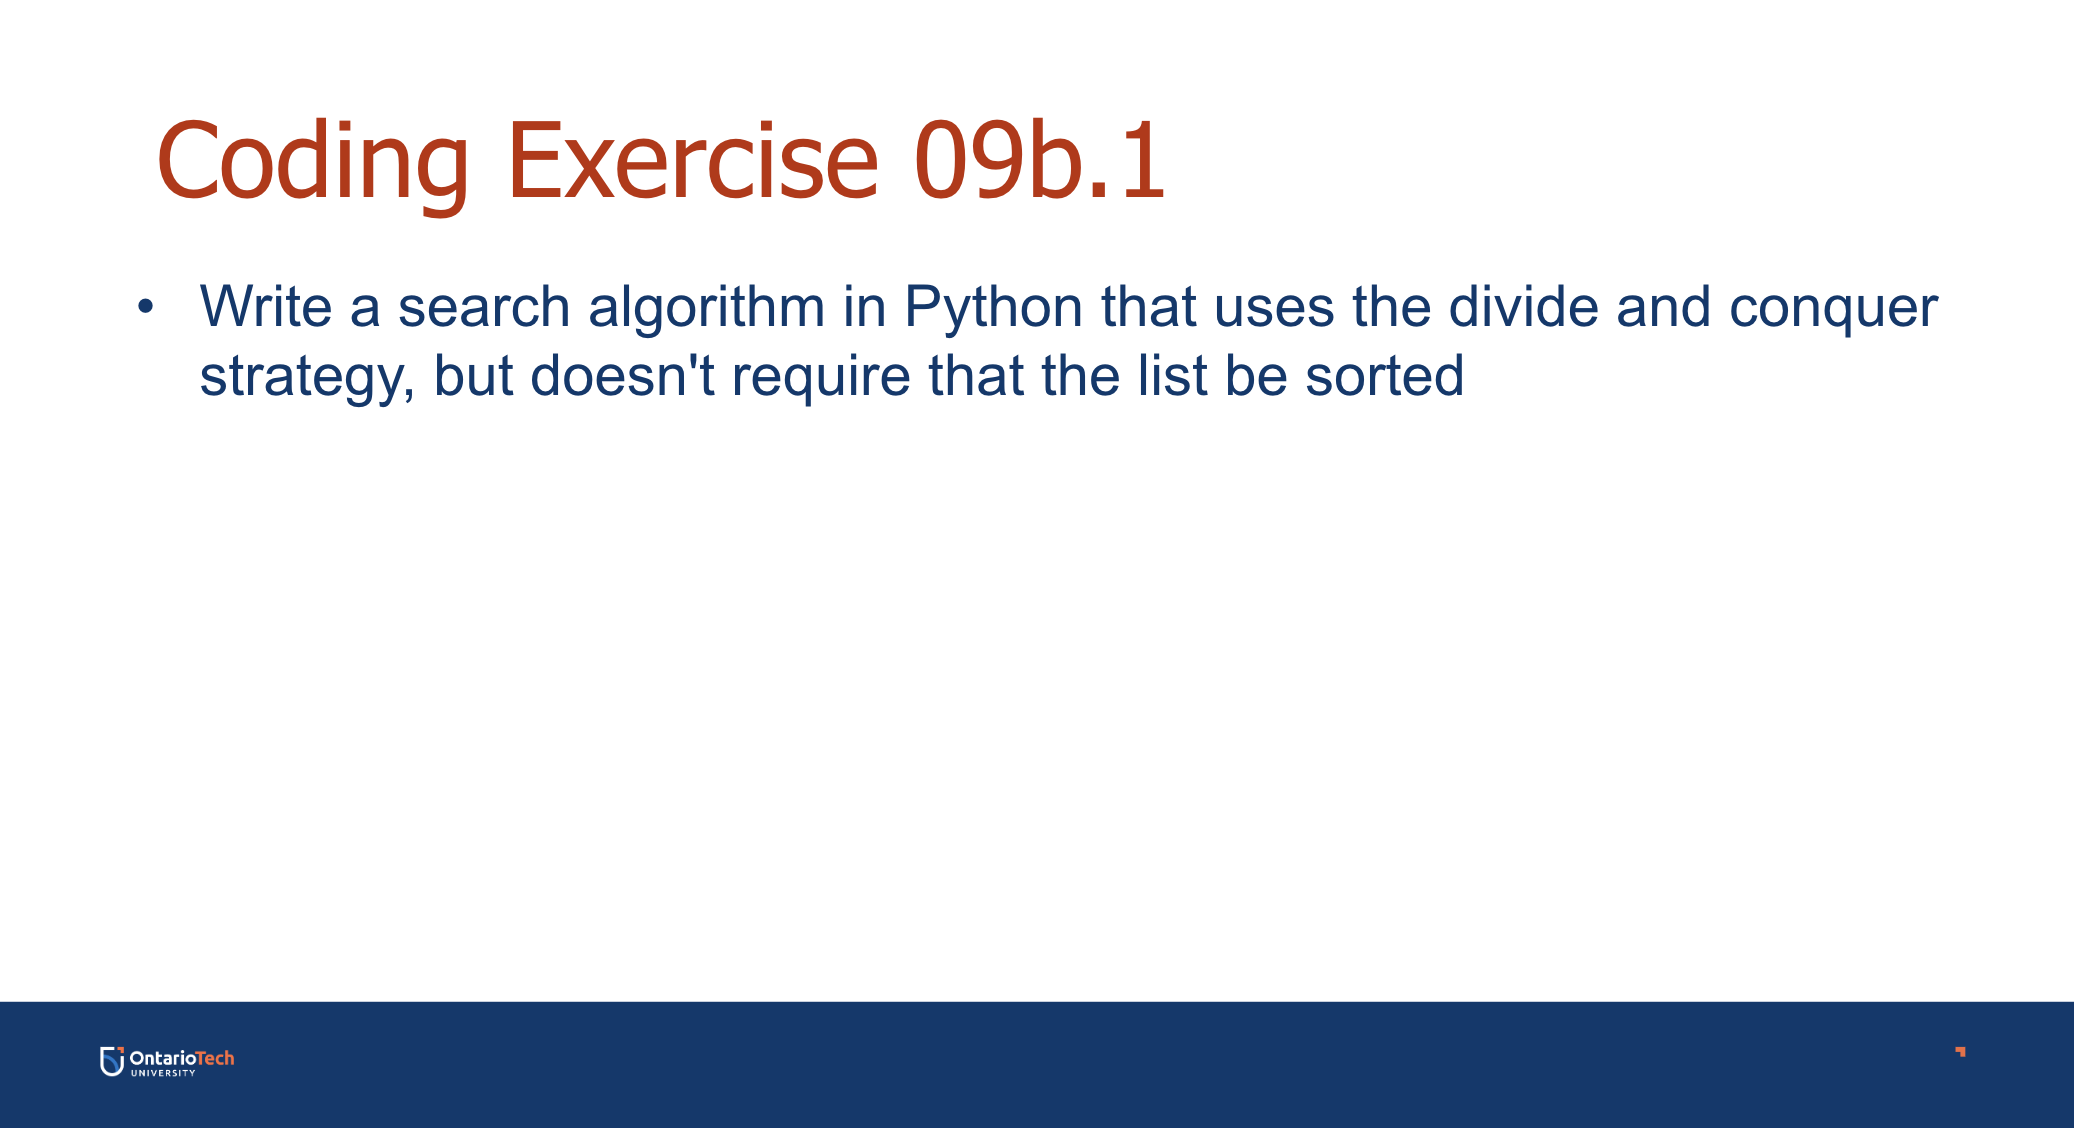 Coding Exercise 09b.1
• Write a search algorithm in Python that uses the divide and conquer
strategy, but doesn't require that the list be sorted
OntarioTech
UNIVERSITY